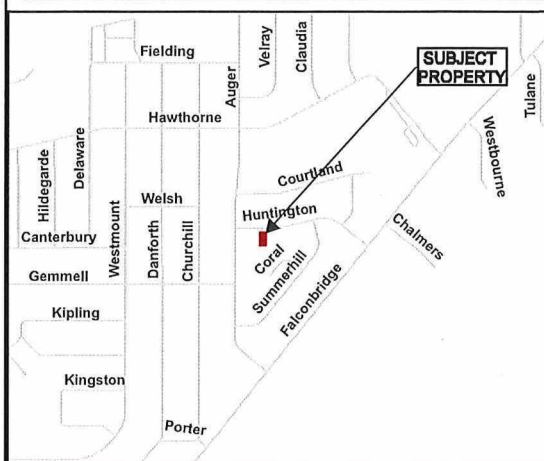 Fielding
Velray
Claudia
Auger
SUBJECT
PROPERTY
Tulane
Westbourne
Hawthorne
Hildegarde
Delaware
Courtland
Welsh
Huntington
Westmount
Danforth
Churchill
Canterbury
Coral
Chalmers
Gemmell
Summerhill
Falconbridge
Kipling
Kingston
Porter